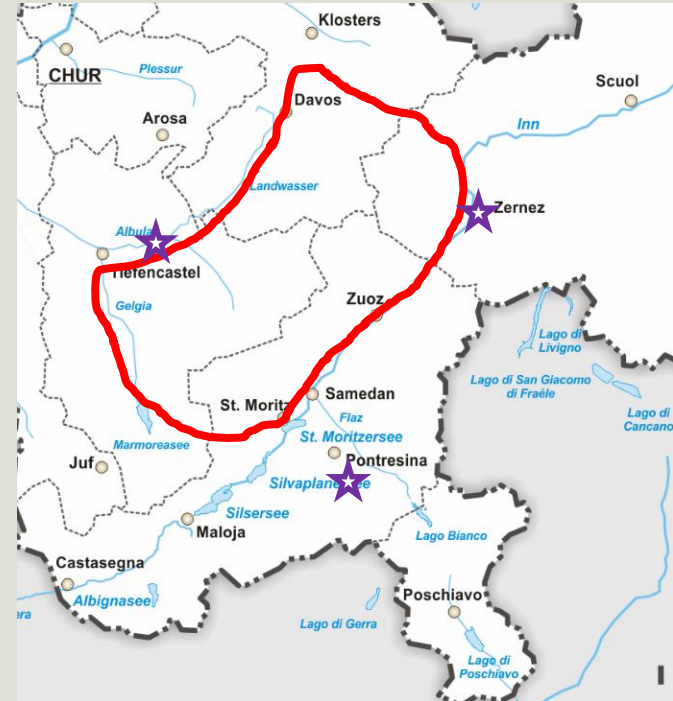 Klosters
CHUR
Plessur
Scuol
Davos
Arosa
Inn
Landwasser
Zernez
Albula
Tiefencastel
Gelgia
Zuoz
Lago di
Livigno
Lago di San Giacomo
di Fraéle
Lago di
Cancano
St. Moritz
Samedan
Flaz
St. Moritzersee
Marmoreasee
Juf
Pontresina
Silvaplanersee
Silsersee
Maloja
Lago Bianco
Castasegna
Albignasee
era
Poschiavo
Lago di Gerra
Lago di
Poschiavo
I